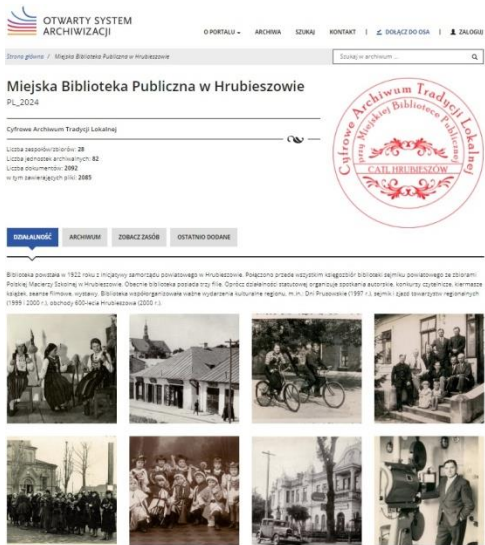 OTWARTY SYSTEM
ARCHIWIZACJI
O PORTALU
ARCHIWA
SZUKAJ
KONTAKT
|
DOŁĄCZ DO OSA
|
ZALOGUJ
Strona główna / Miejska Biblioteka Publiczna w Hrubieszowie
Szukaj w archiwum ...
Miejska Biblioteka Publiczna w Hrubieszowie
PL_2024
Cyfrowe Archiwum Tradycji Lokalnej
Liczba zespołów/zbiorów: 28
Liczba jednostek archiwalnych: 82
Liczba dokumentów: 2092
w tym zawierających pliki: 2085
Cyfrowe Archiwum Tradycji Lokalnej
przy Miejskiej Bibliotece Publicznej
CATL HRUBIESZÓW
DZIAŁALNOŚĆ
ARCHIWUM
ZOBACZ ZASÓB
OSTATNIO DODANE
Biblioteka powstała w 1922 roku z inicjatywy samorządu powiatowego w Hrubieszowie. Połączono przede wszystkim księgozbiór biblioteki sejmiku powiatowego ze zbiorami
Polskiej Macierzy Szkolnej w Hrubieszowie. Obecnie biblioteka posiada trzy filie. Oprócz działalności statutowej organizuje spotkania autorskie, konkursy czytelnicze, kiermasze
książek, seanse filmowe, wystawy. Biblioteka współorganizowała ważne wydarzenia kulturalne regionu, m.in.: Dni Prusowskie (1997 r.), sejmik i zjazd towarzystw regionalnych
(1999 i 2000 r.), obchody 600-lecia Hrubieszowa (2000 r.).